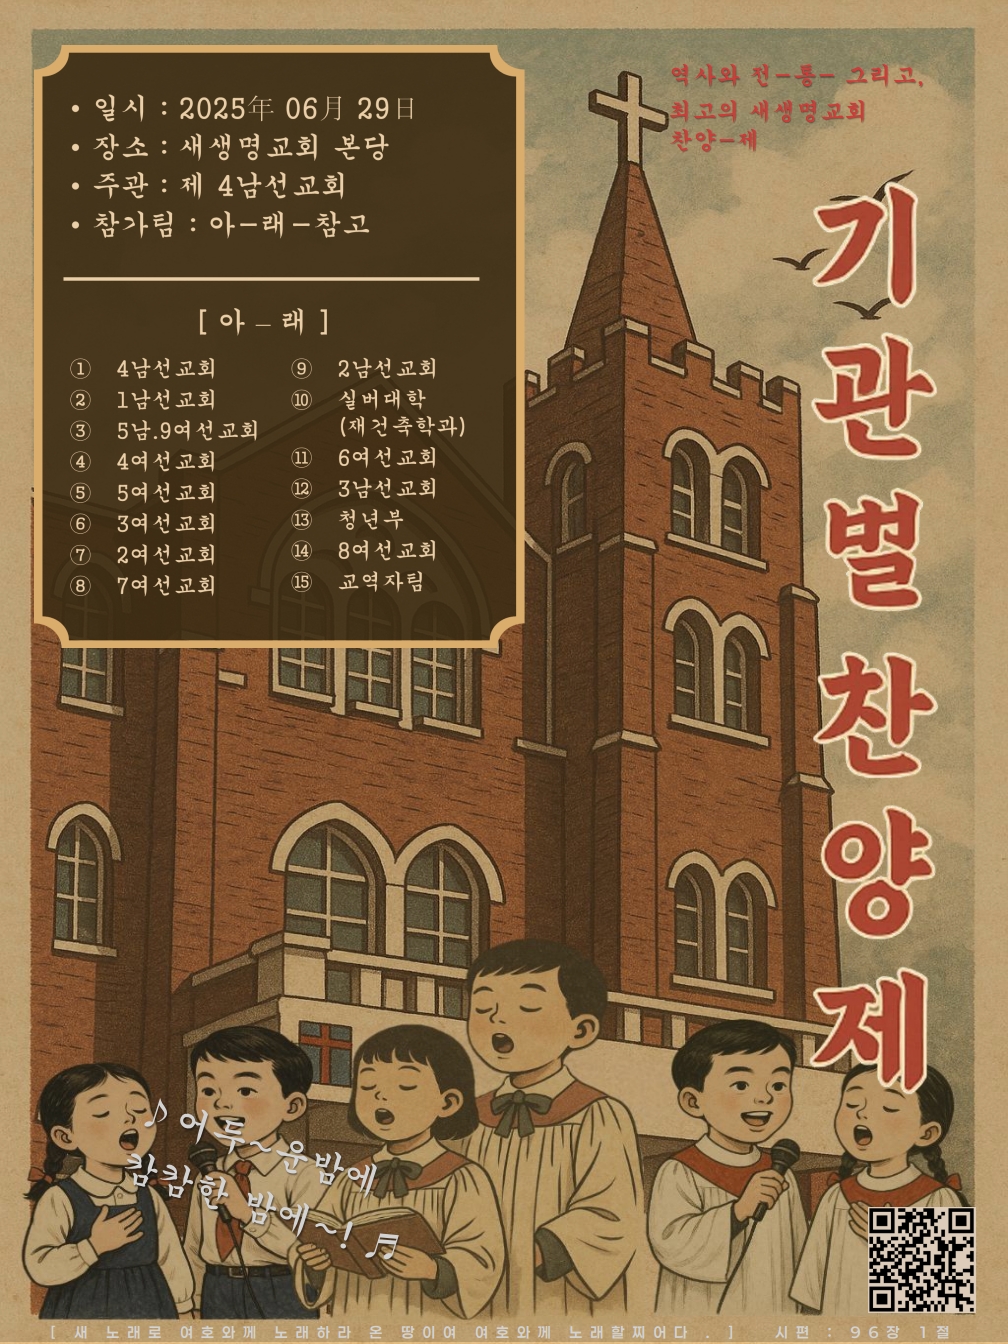 • 일시 : 2025年 06月 29日
• 장소 : 새생명교회 본당
• 주관 : 제 4남선교회
• 참가팀 : 아-래-참고
[ 아 - 래 ]
① 4남선교회
② 1남선교회
③ 5남.9여선교회
④ 4여선교회
⑤ 5여선교회
⑥ 3여선교회
⑦ 2여선교회
⑧ 7여선교회
⑨ 2남선교회
⑩ 실버대학
(재건축학과)
⑪ 6여선교회
⑫ 3남선교회
⑬ 청년부
⑭ 8여선교회
⑮ 교역자팀
역사와 전-통- 그리고,
최고의 새생명교회
찬양-제
기관별찬양제
♪ 어두~운밤에
캄캄한 밤에~! ♬
[ 새 노래로 여호와께 노래하라 온 땅이여 여호와께 노래할찌어다 . ] 시편 : 96장 1절